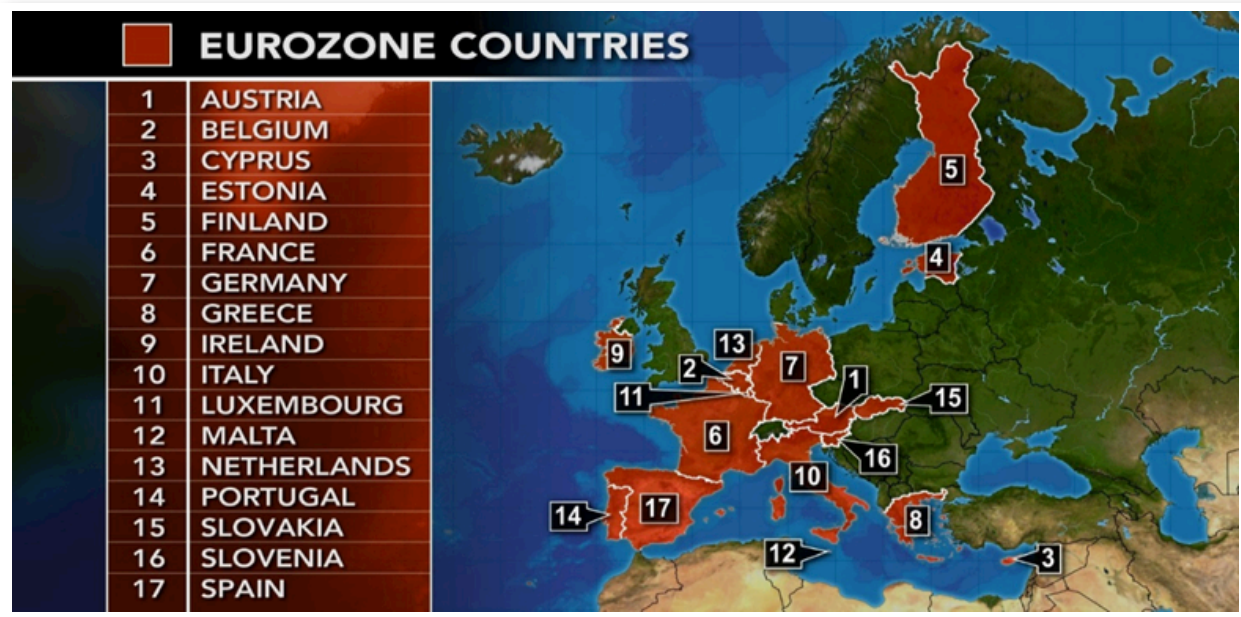 EUROZONE COUNTRIES
1 AUSTRIA
2 BELGIUM
3 CYPRUS
4 ESTONIA
5 FINLAND
6 FRANCE
7 GERMANY
8 GREECE
9 IRELAND
10 ITALY
11 LUXEMBOURG
12 MALTA
13 NETHERLANDS
14 PORTUGAL
15 SLOVAKIA
16 SLOVENIA
17 SPAIN
5
4
13
9
2
7
1
11
15
6
16
10
17
14
8
12
3